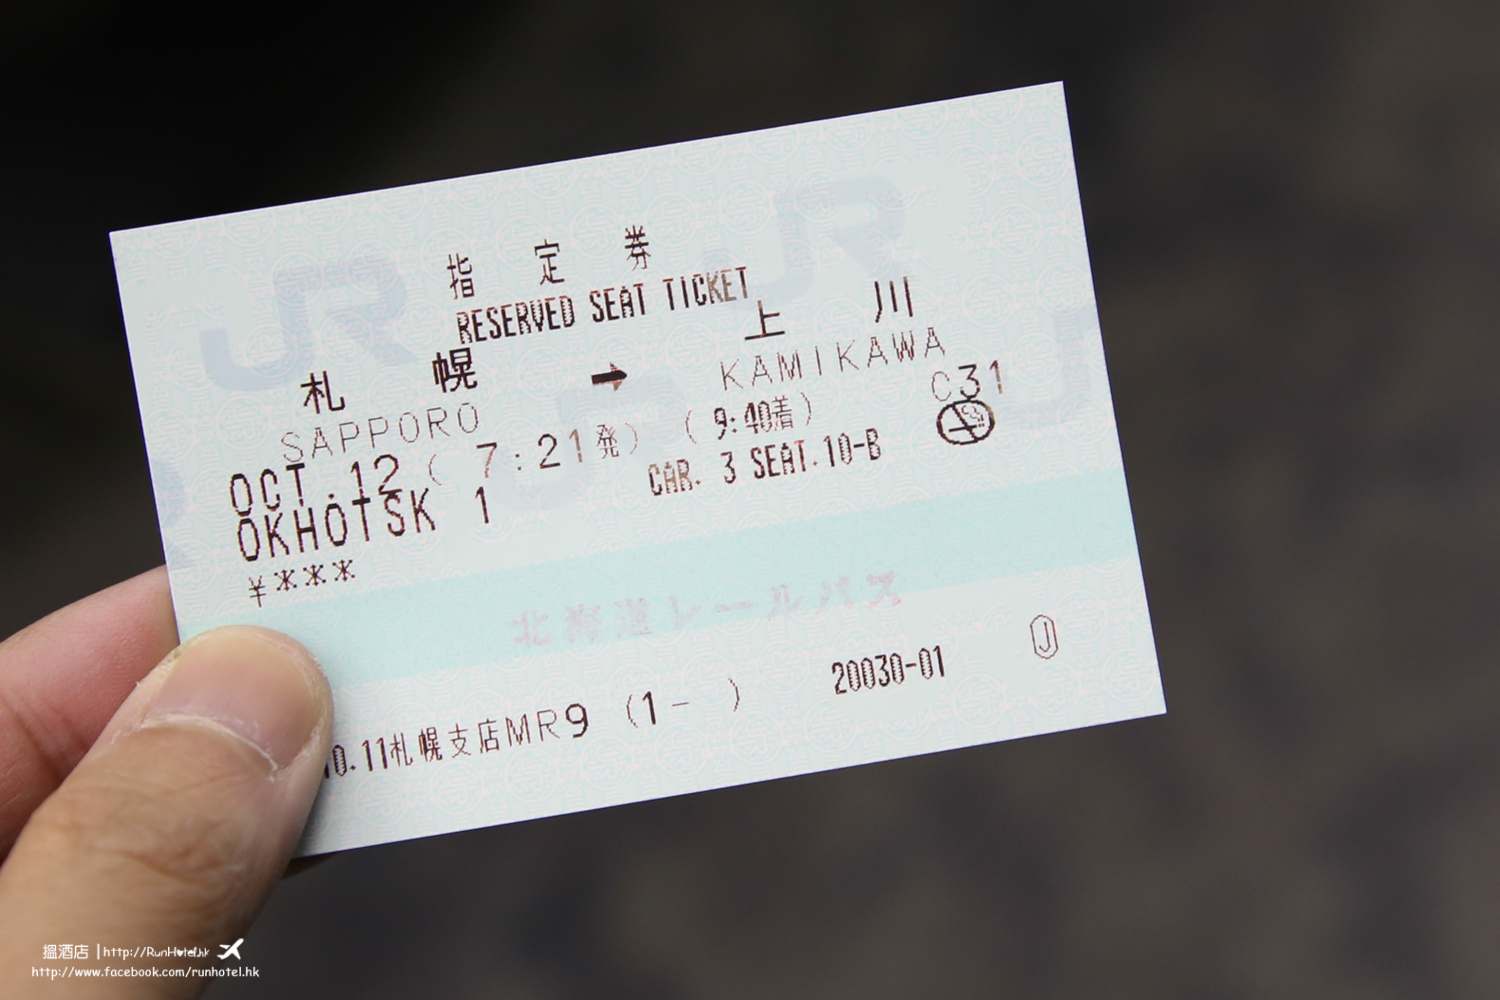 指定券
RESERVED SEAT TICKET
札幌 → 上川
SAPPORO KAMIKAWA
OCT.12 ( 7:21発) ( 9:40着) C31
OKHOTSK 1 CAR. 3 SEAT.10-B
¥***
北海道レールパス
0.11札幌支店MR9 (1- ) 20030-01 J
搵酒店 | http://RunHotel.hk
http://www.facebook.com/runhotel.hk